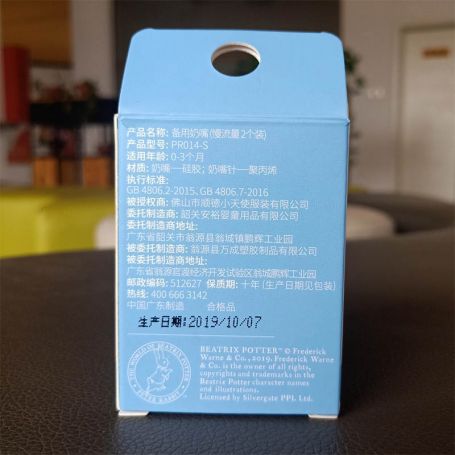 产品名称: 备用奶嘴(慢流量2个装)
产品型号: PR014-S
适用年龄: 0-3个月
材质: 奶嘴—硅胶; 奶嘴针—聚丙烯
执行标准:
GB 4806.2-2015、GB 4806.7-2016
被授权商: 佛山市顺德小天使服装有限公司
委托制造商: 韶关安裕婴童用品有限公司
委托制造商地址:
广东省韶关市翁源县翁城镇鹏辉工业园
被委托制造商: 翁源县万成塑胶制品有限公司
被委托制造商地址:
广东省翁源官渡经济开发试验区翁城鹏辉工业园
邮政编码: 512627 保质期: 十年 (生产日期见包装)
热线: 400 666 3142
中国广东制造 合格品
生产日期:2019/10/07
BEATRIX POTTER™ © Frederick
Warne & Co., 2019. Frederick Warne
& Co. is the owner of all rights,
copyrights and trademarks in the
Beatrix Potter character names
and illustrations.
Licensed by Silvergate PPL Ltd.
THE WORLD OF BEATRIX POTTER
PETER RABBIT